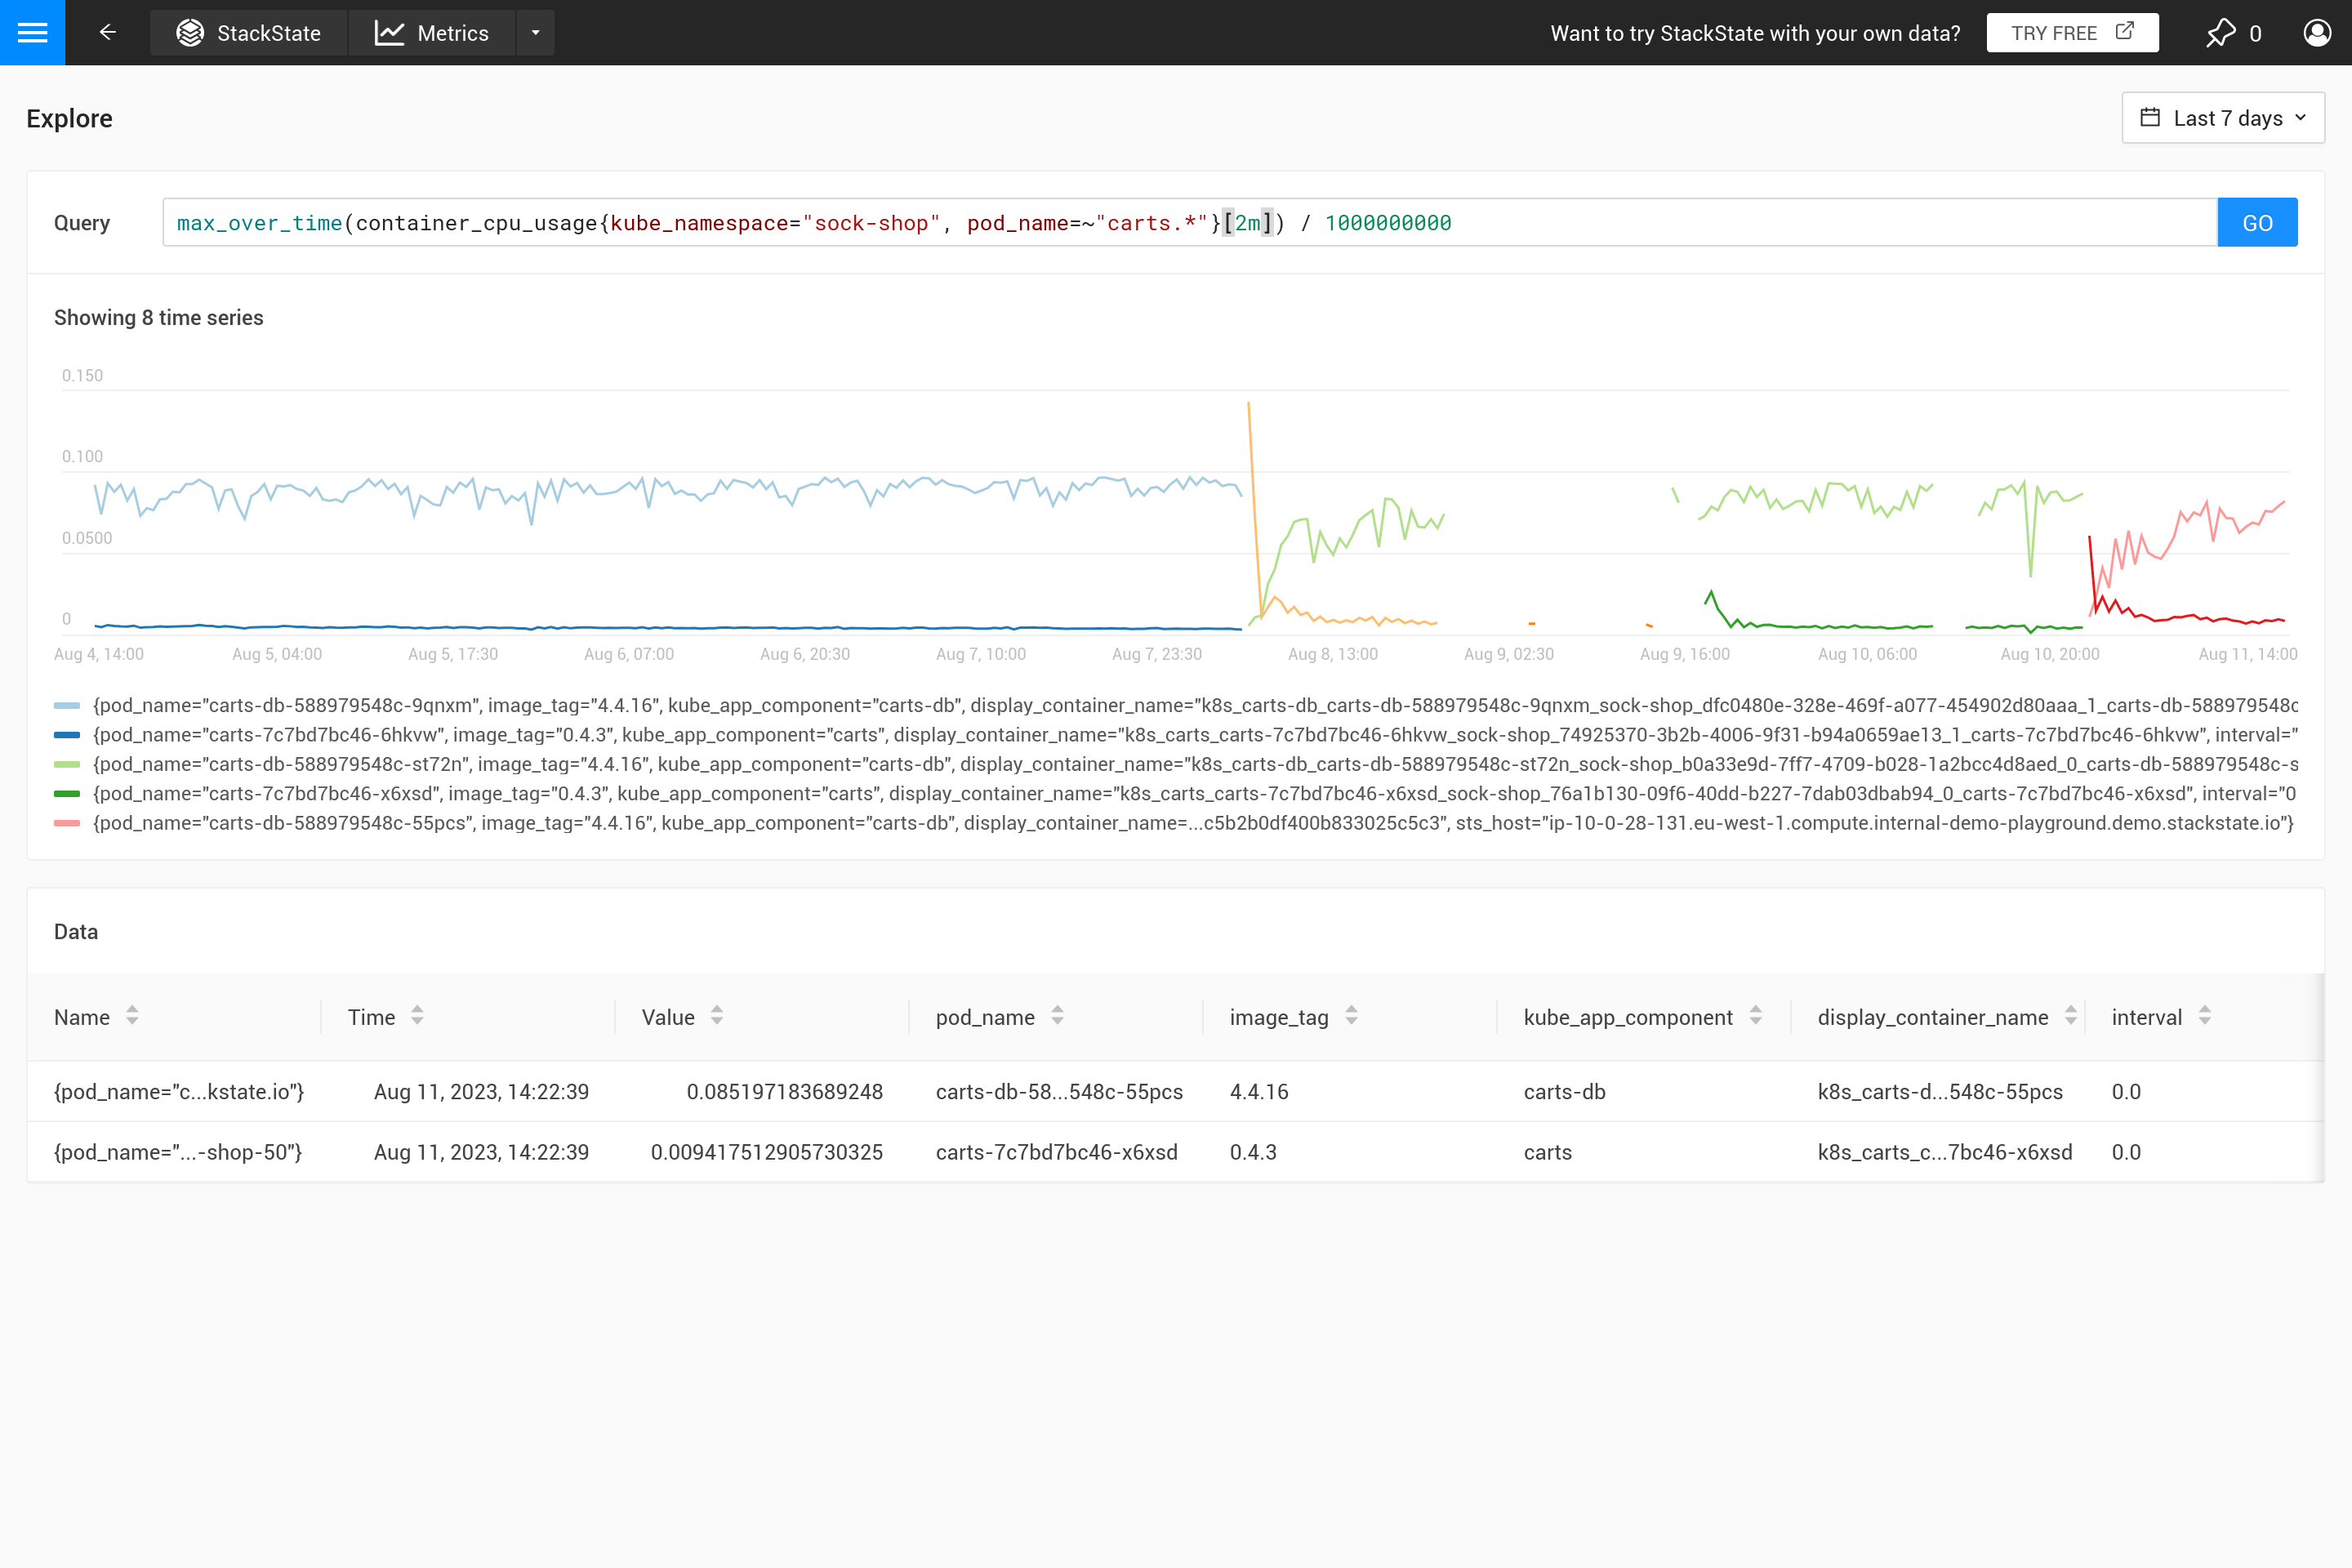 StackState Metrics Want to try StackState with your own data? TRY FREE 0
Explore Last 7 days
Query max_over_time(container_cpu_usage{kube_namespace="sock-shop", pod_name=~"carts.*"}[2m]) / 1000000000 GO
Showing 8 time series
0.150
0.100
0.0500
0
Aug 4, 14:00 Aug 5, 04:00 Aug 5, 17:30 Aug 6, 07:00 Aug 6, 20:30 Aug 7, 10:00 Aug 7, 23:30 Aug 8, 13:00 Aug 9, 02:30 Aug 9, 16:00 Aug 10, 06:00 Aug 10, 20:00 Aug 11, 14:00
{pod_name="carts-db-588979548c-9qnxm", image_tag="4.4.16", kube_app_component="carts-db", display_container_name="k8s_carts-db_carts-db-588979548c-9qnxm_sock-shop_dfc0480e-328e-469f-a077-454902d80aaa_1_carts-db-588979548c
{pod_name="carts-7c7bd7bc46-6hkvw", image_tag="0.4.3", kube_app_component="carts", display_container_name="k8s_carts_carts-7c7bd7bc46-6hkvw_sock-shop_74925370-3b2b-4006-9f31-b94a0659ae13_1_carts-7c7bd7bc46-6hkvw", interval="
{pod_name="carts-db-588979548c-st72n", image_tag="4.4.16", kube_app_component="carts-db", display_container_name="k8s_carts-db_carts-db-588979548c-st72n_sock-shop_b0a33e9d-7ff7-4709-b028-1a2bcc4d8aed_0_carts-db-588979548c-s
{pod_name="carts-7c7bd7bc46-x6xsd", image_tag="0.4.3", kube_app_component="carts", display_container_name="k8s_carts_carts-7c7bd7bc46-x6xsd_sock-shop_76a1b130-09f6-40dd-b227-7dab03dbab94_0_carts-7c7bd7bc46-x6xsd", interval="0
{pod_name="carts-db-588979548c-55pcs", image_tag="4.4.16", kube_app_component="carts-db", display_container_name=...c5b2b0df400b833025c5c3", sts_host="ip-10-0-28-131.eu-west-1.compute.internal-demo-playground.demo.stackstate.io"}
Data
Name Time Value pod_name image_tag kube_app_component display_container_name interval
{pod_name="c...kstate.io"} Aug 11, 2023, 14:22:39 0.085197183689248 carts-db-58...548c-55pcs 4.4.16 carts-db k8s_carts-d...548c-55pcs 0.0
{pod_name="...-shop-50"} Aug 11, 2023, 14:22:39 0.009417512905730325 carts-7c7bd7bc46-x6xsd 0.4.3 carts k8s_carts_c...7bc46-x6xsd 0.0